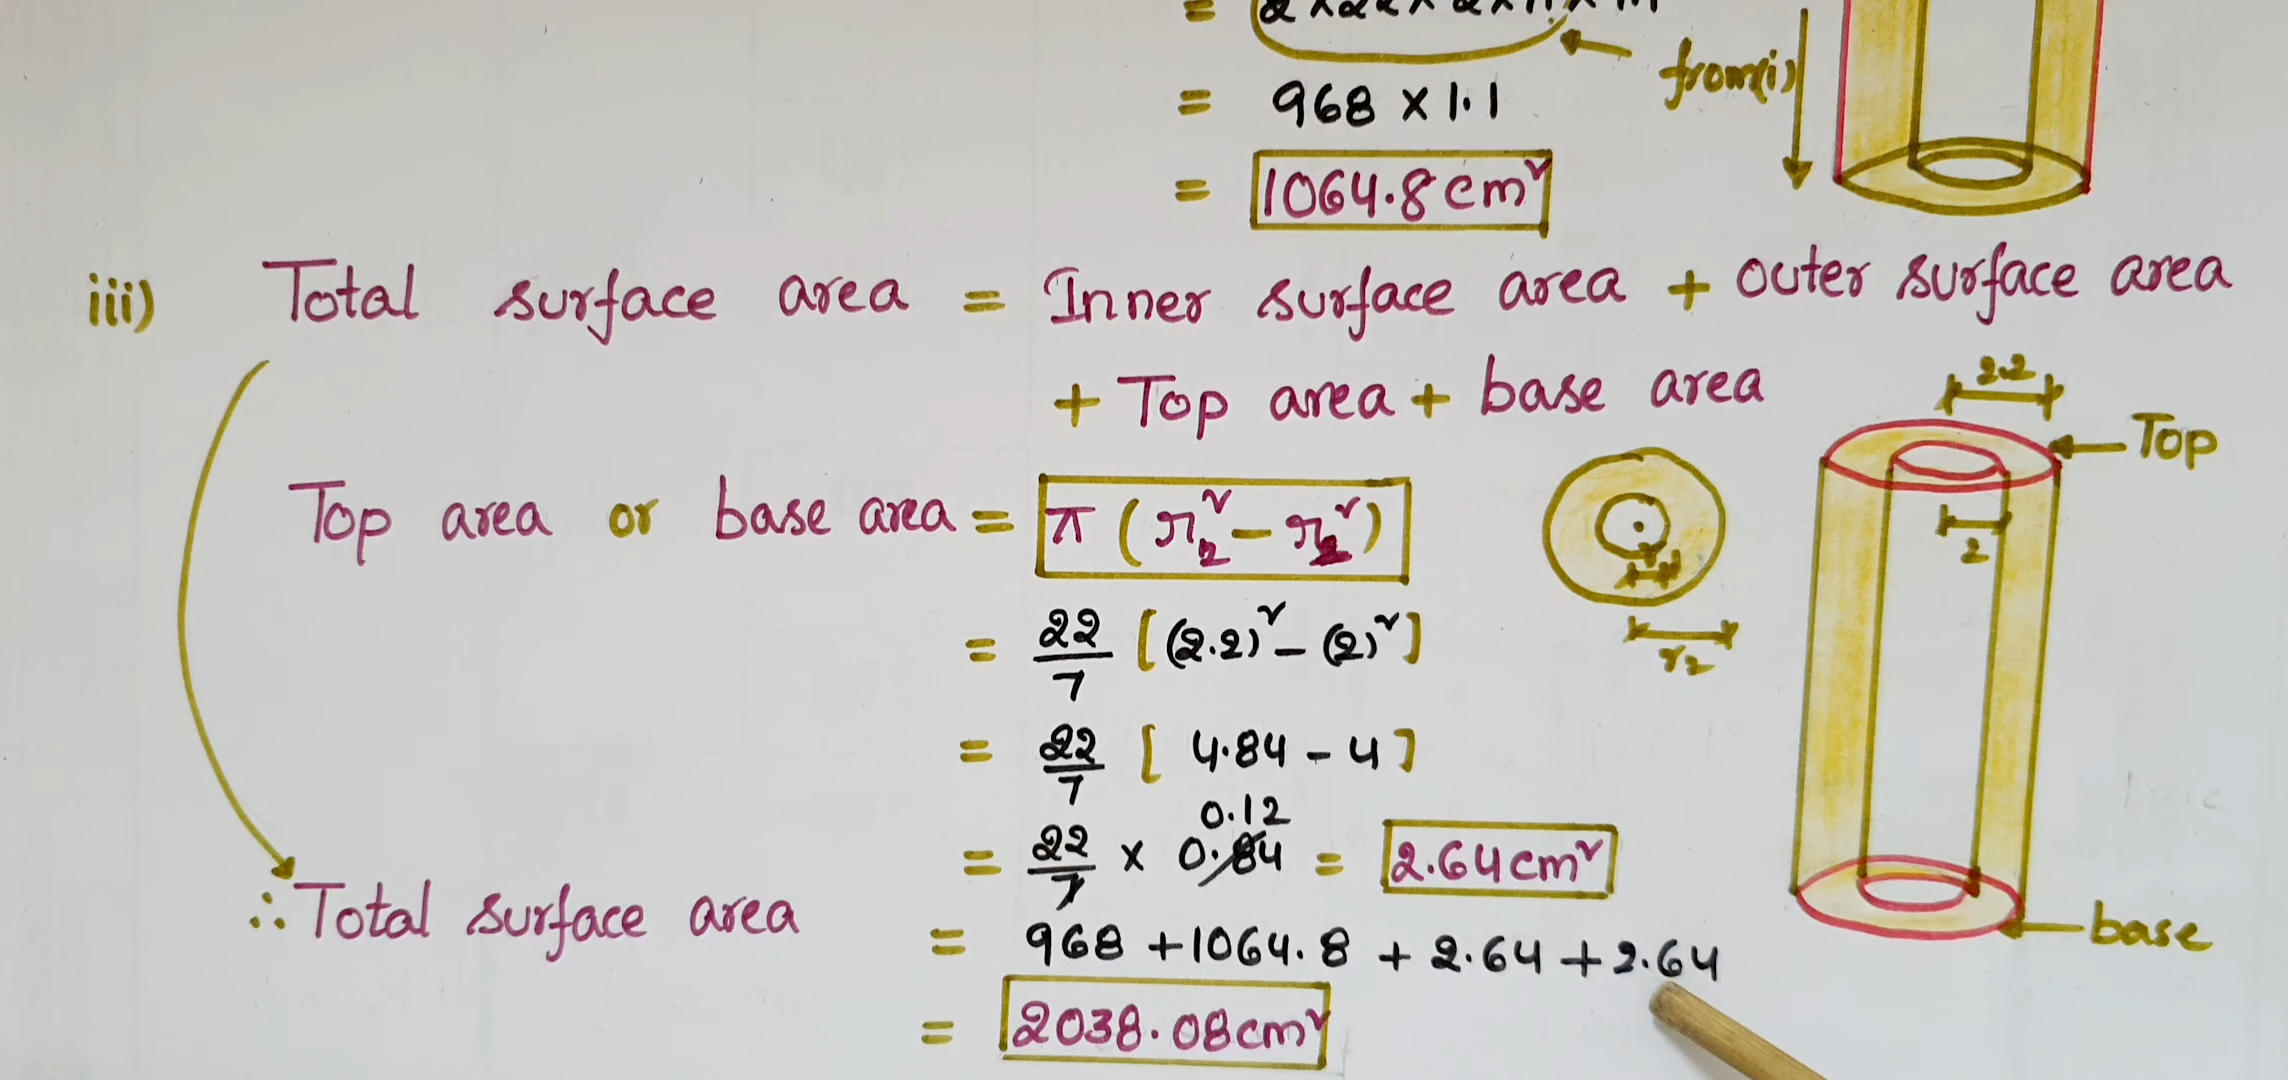 from(i)
= 968 × 1.1
= 1064.8 cm²
iii) Total surface area = Inner surface area + outer surface area
+ Top area + base area
2.2
Top
Top area or base area = π ( r₂² – r₂² )
2
= 22/7 [ (2.2)² – (2)² ]
r₂
= 22/7 [ 4.84 – 4 ]
0.12
= 22/7 × 0.84 = 2.64 cm²
∴ Total surface area
= 968 + 1064.8 + 2.64 + 2.64
base
= 2038.08 cm²